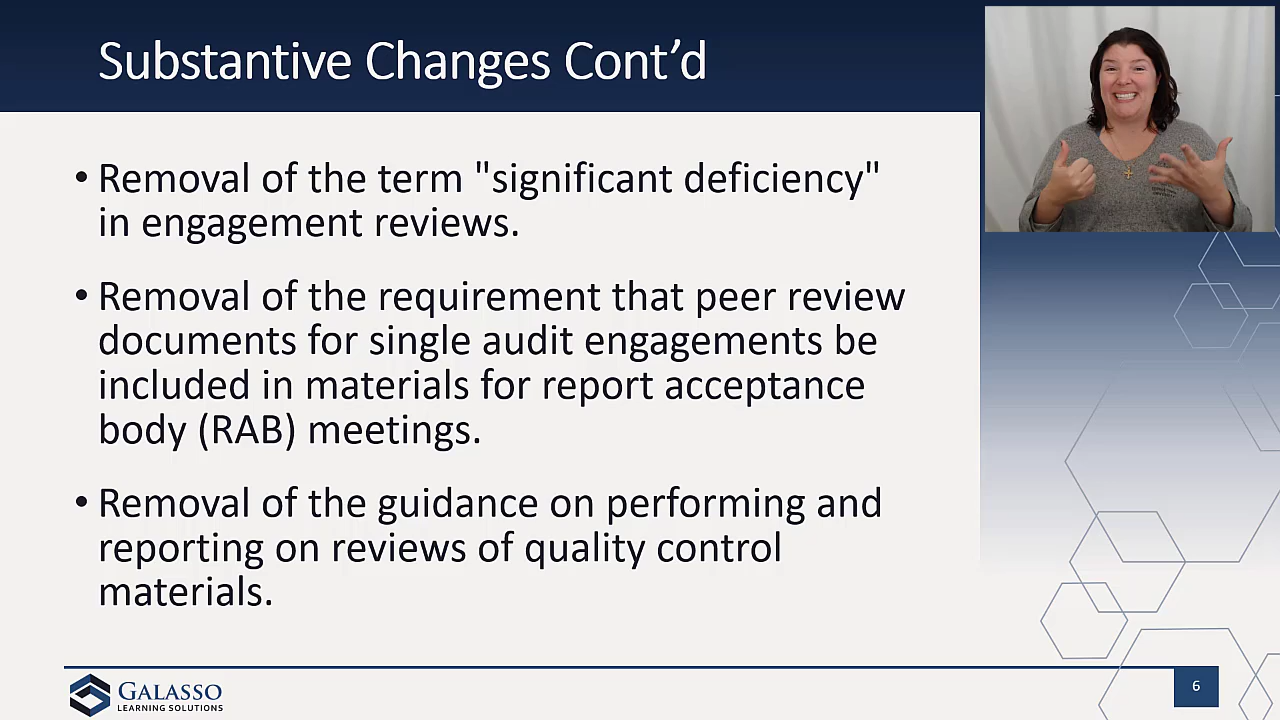 Substantive Changes Cont’d
• Removal of the term "significant deficiency"
in engagement reviews.
• Removal of the requirement that peer review
documents for single audit engagements be
included in materials for report acceptance
body (RAB) meetings.
• Removal of the guidance on performing and
reporting on reviews of quality control
materials.
GALASSO
LEARNING SOLUTIONS
6